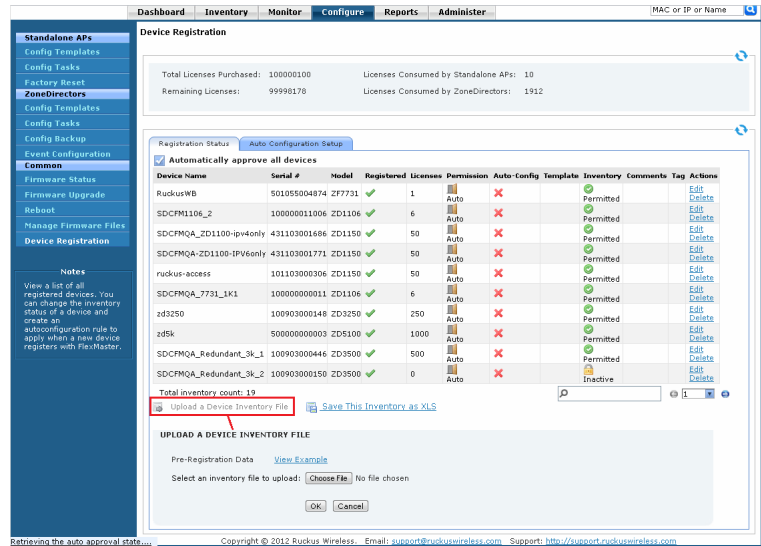 Dashboard Inventory Monitor Configure Reports Administer
MAC or IP or Name
Standalone APs
Config Templates
Config Tasks
Factory Reset
ZoneDirectors
Config Templates
Config Tasks
Config Backup
Event Configuration
Common
Firmware Status
Firmware Upgrade
Reboot
Manage Firmware Files
Device Registration
Notes
View a list of all
registered devices. You
can change the inventory
status of a device and
create an
autoconfiguration rule to
apply when a new device
registers with FlexMaster.
Device Registration
Total Licenses Purchased: 100000100 Licenses Consumed by Standalone APs: 10
Remaining Licenses: 99998178 Licenses Consumed by ZoneDirectors: 1912
Registration Status Auto Configuration Setup
Automatically approve all devices
Device Name Serial # Model Registered Licenses Permission Auto-Config Template Inventory Comments Tag Actions
RuckusWB 501055004874 ZF7731 1 Auto Permitted Edit Delete
SDCFM1106_2 100000011006 ZD1106 6 Auto Permitted Edit Delete
SDCFMQA_ZD1100-ipv4only 431103001686 ZD1150 50 Auto Permitted Edit Delete
SDCFMQA-ZD1100-IPV6only 431103001771 ZD1150 50 Auto Permitted Edit Delete
ruckus-access 101103000306 ZD1150 50 Auto Permitted Edit Delete
SDCFMQA_7731_1K1 100000000011 ZD1106 6 Auto Permitted Edit Delete
zd3250 100903000148 ZD3250 250 Auto Permitted Edit Delete
zd5k 500000000003 ZD5100 1000 Auto Permitted Edit Delete
SDCFMQA_Redundant_3k_1 100903000446 ZD3500 500 Auto Permitted Edit Delete
SDCFMQA_Redundant_3k_2 100903000150 ZD3500 0 Auto Inactive Edit Delete
Total inventory count: 19
1
Upload a Device Inventory File Save This Inventory as XLS
UPLOAD A DEVICE INVENTORY FILE
Pre-Registration Data View Example
Select an inventory file to upload: Choose File No file chosen
OK Cancel
Retrieving the auto approval state.... Copyright © 2012 Ruckus Wireless. Email: support@ruckuswireless.com Support: http://support.ruckuswireless.com